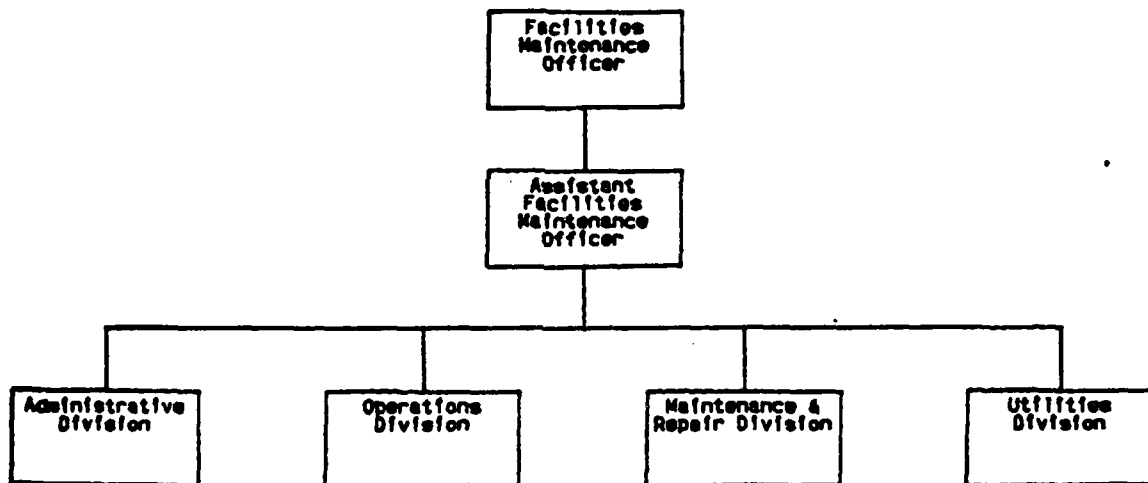 Facilities
Maintenance
Officer
Assistant
Facilities
Maintenance
Officer
Administrative
Division
Operations
Division
Maintenance &
Repair Division
Utilities
Division